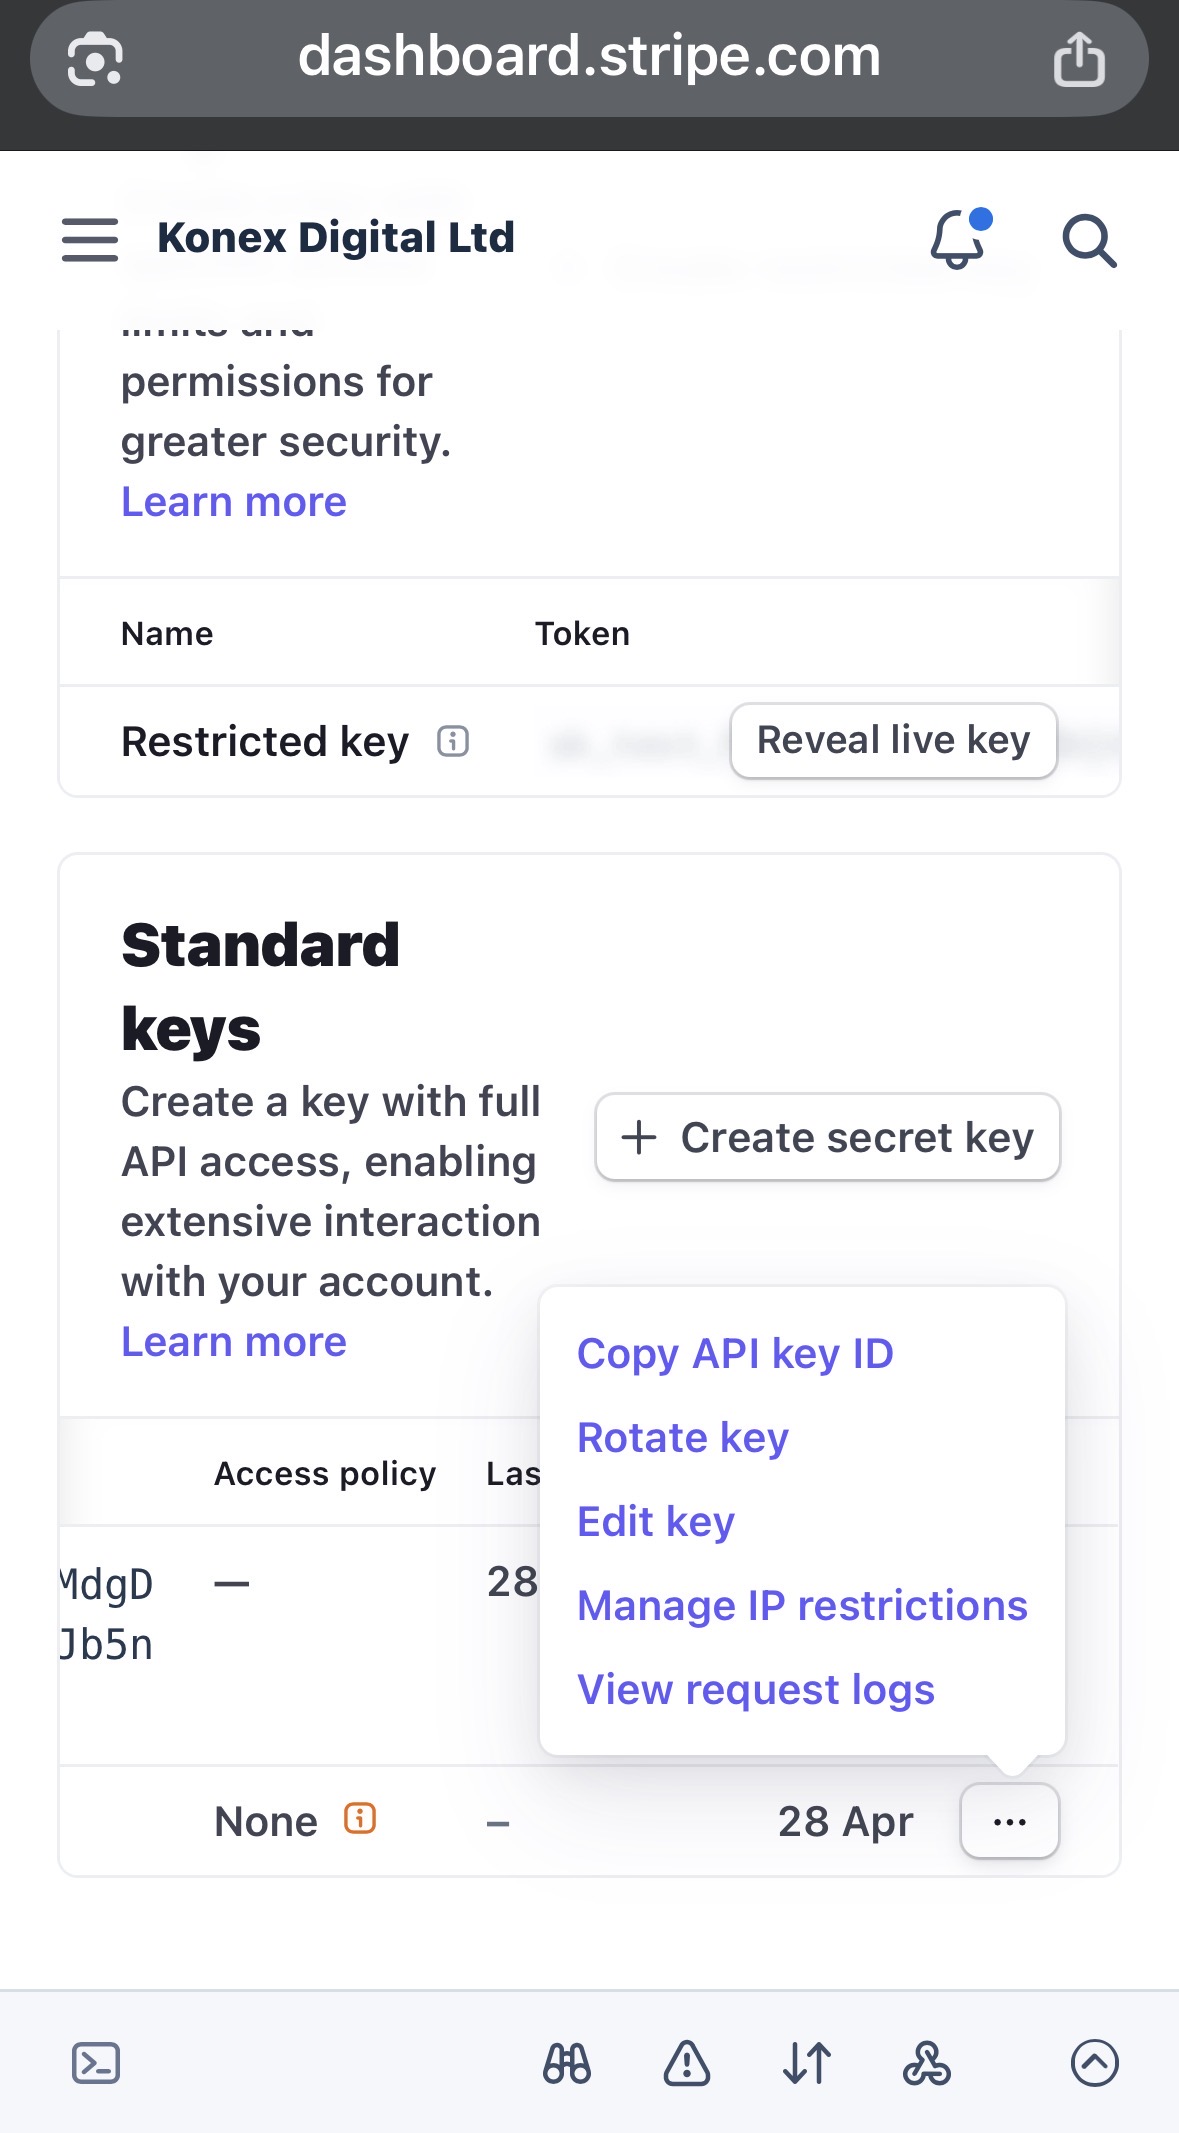 dashboard.stripe.com
Konex Digital Ltd
limits and
permissions for
greater security.
Learn more
Name Token
Restricted key Reveal live key
Standard
keys
Create a key with full
API access, enabling
extensive interaction
with your account.
Learn more
+ Create secret key
Copy API key ID
Rotate key
Edit key
Manage IP restrictions
View request logs
Access policy Las
MdgD — 28
Jb5n
None – 28 Apr ...